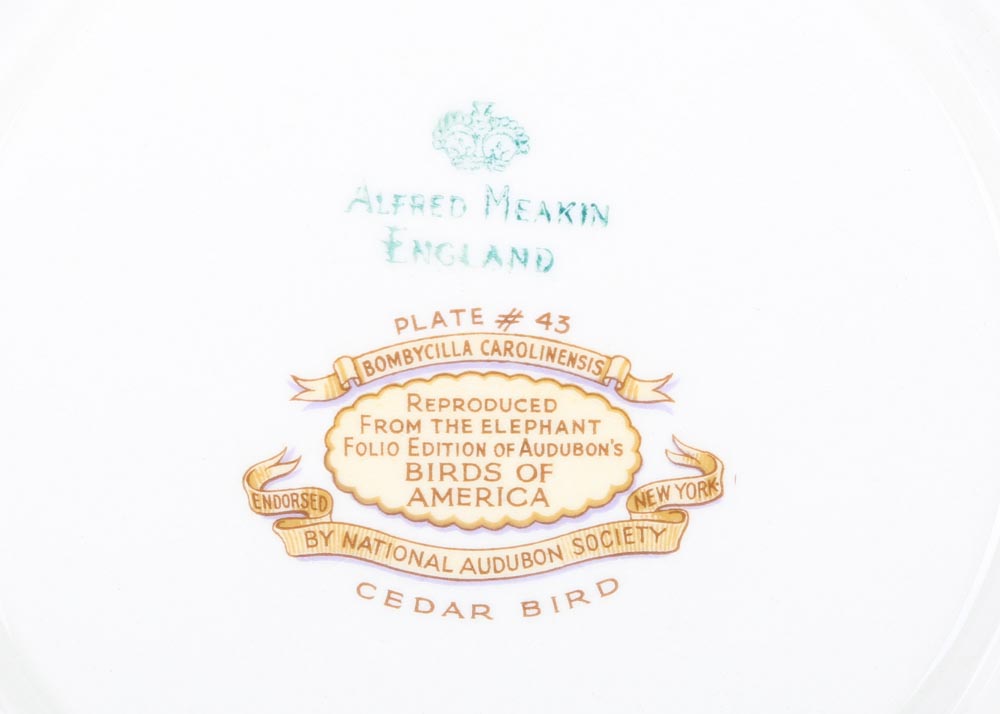 ALFRED MEAKIN
ENGLAND
PLATE # 43
BOMBYCILLA CAROLINENSIS
REPRODUCED
FROM THE ELEPHANT
FOLIO EDITION OF AUDUBON'S
BIRDS OF
AMERICA
ENDORSED
BY NATIONAL AUDUBON SOCIETY
NEW YORK
CEDAR BIRD